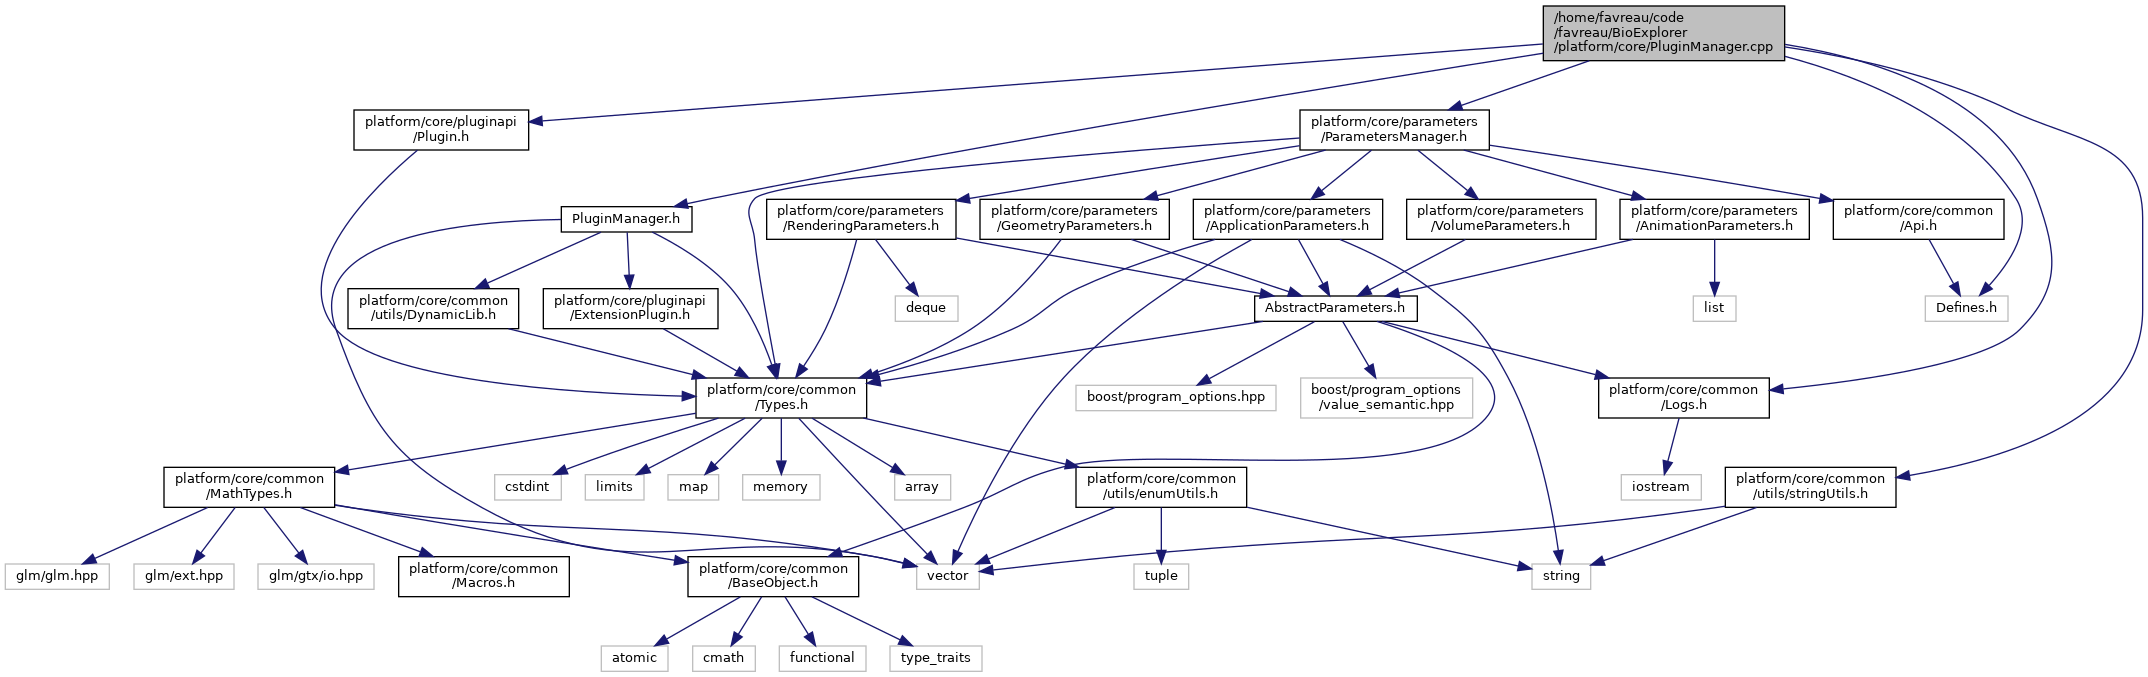 /home/favreau/code
/favreau/BioExplorer
/platform/core/PluginManager.cpp
platform/core/pluginapi
/Plugin.h
platform/core/parameters
/ParametersManager.h
PluginManager.h
platform/core/parameters
/RenderingParameters.h
platform/core/parameters
/GeometryParameters.h
platform/core/parameters
/ApplicationParameters.h
platform/core/parameters
/VolumeParameters.h
platform/core/parameters
/AnimationParameters.h
platform/core/common
/Api.h
platform/core/common
/utils/DynamicLib.h
platform/core/pluginapi
/ExtensionPlugin.h
deque
AbstractParameters.h
list
Defines.h
platform/core/common
/Types.h
boost/program_options.hpp
boost/program_options
/value_semantic.hpp
platform/core/common
/Logs.h
platform/core/common
/MathTypes.h
cstdint
limits
map
memory
array
platform/core/common
/utils/enumUtils.h
iostream
platform/core/common
/utils/stringUtils.h
glm/glm.hpp
glm/ext.hpp
glm/gtx/io.hpp
platform/core/common
/Macros.h
platform/core/common
/BaseObject.h
vector
tuple
string
atomic
cmath
functional
type_traits